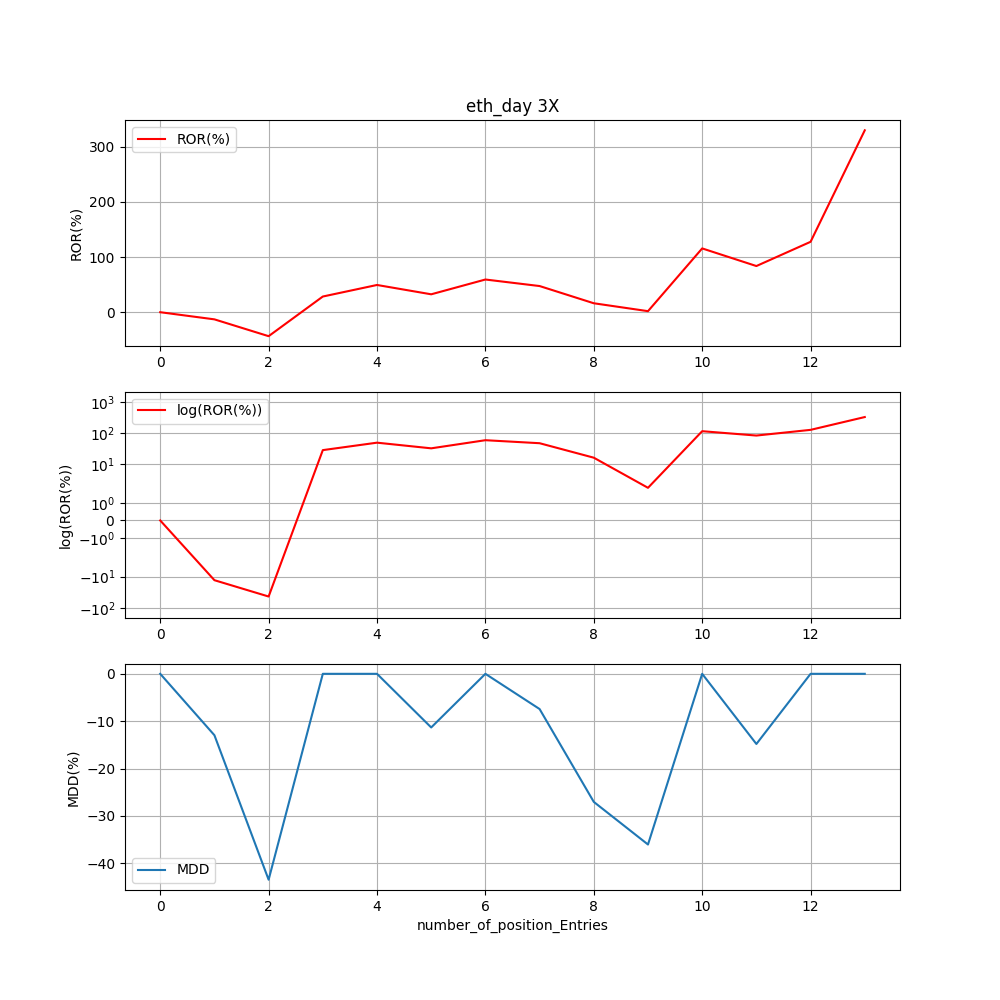 eth_day 3X
ROR(%)
ROR(%)
300
200
100
0
0 2 4 6 8 10 12
log(ROR(%))
log(ROR(%))
10³
10²
10¹
10⁰
0
−10⁰
−10¹
−10²
0 2 4 6 8 10 12
MDD(%)
0
−10
−20
−30
−40
MDD
0 2 4 6 8 10 12
number_of_position_Entries